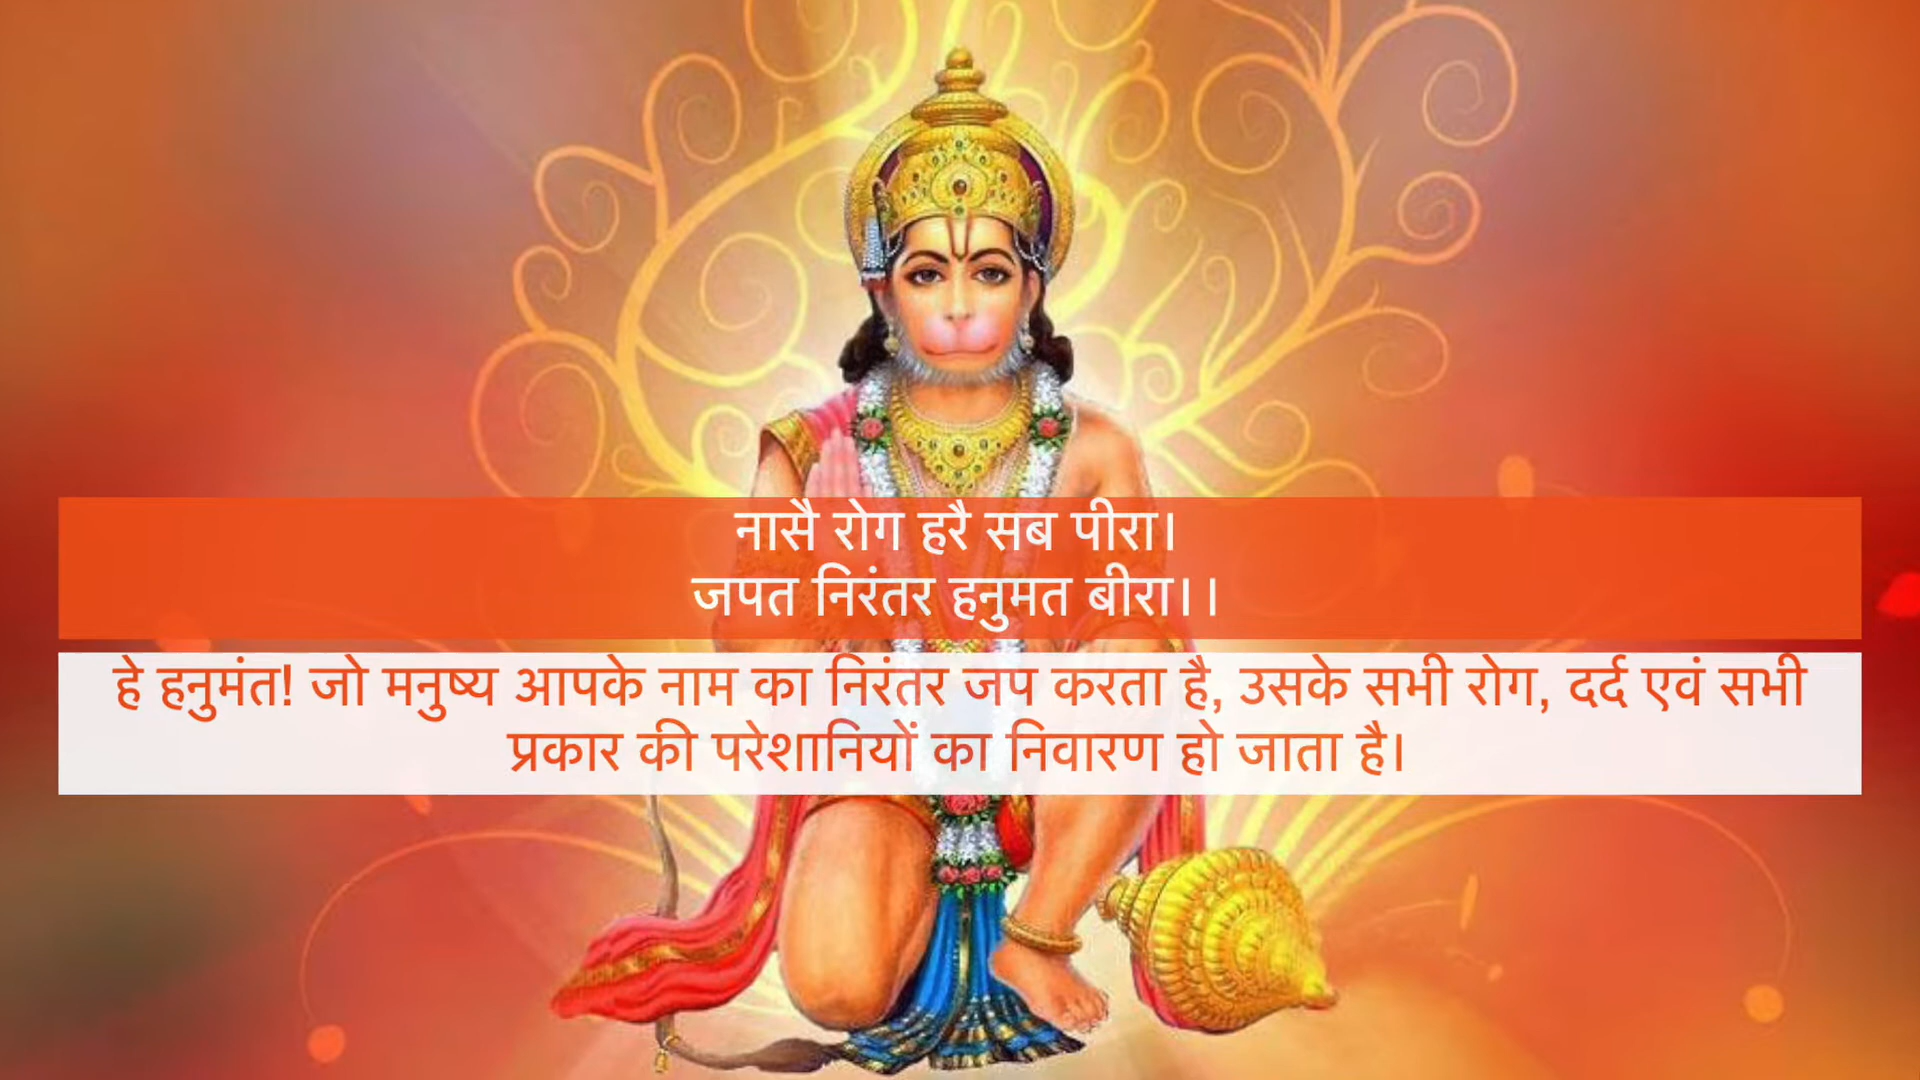 नासै रोग हरै सब पीरा।
जपत निरंतर हनुमत बीरा।।
हे हनुमंत! जो मनुष्य आपके नाम का निरंतर जप करता है, उसके सभी रोग, दर्द एवं सभी
प्रकार की परेशानियों का निवारण हो जाता है।